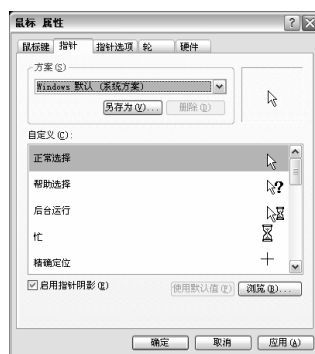 鼠标 属性
鼠标键 指针 指针选项 轮 硬件
方案(S)
Windows 默认 (系统方案)
另存为(V)... 删除(D)
自定义(C):
正常选择
帮助选择
后台运行
忙
精确定位
启用指针阴影(E) 使用默认值(F) 浏览(B)...
确定 取消 应用(A)